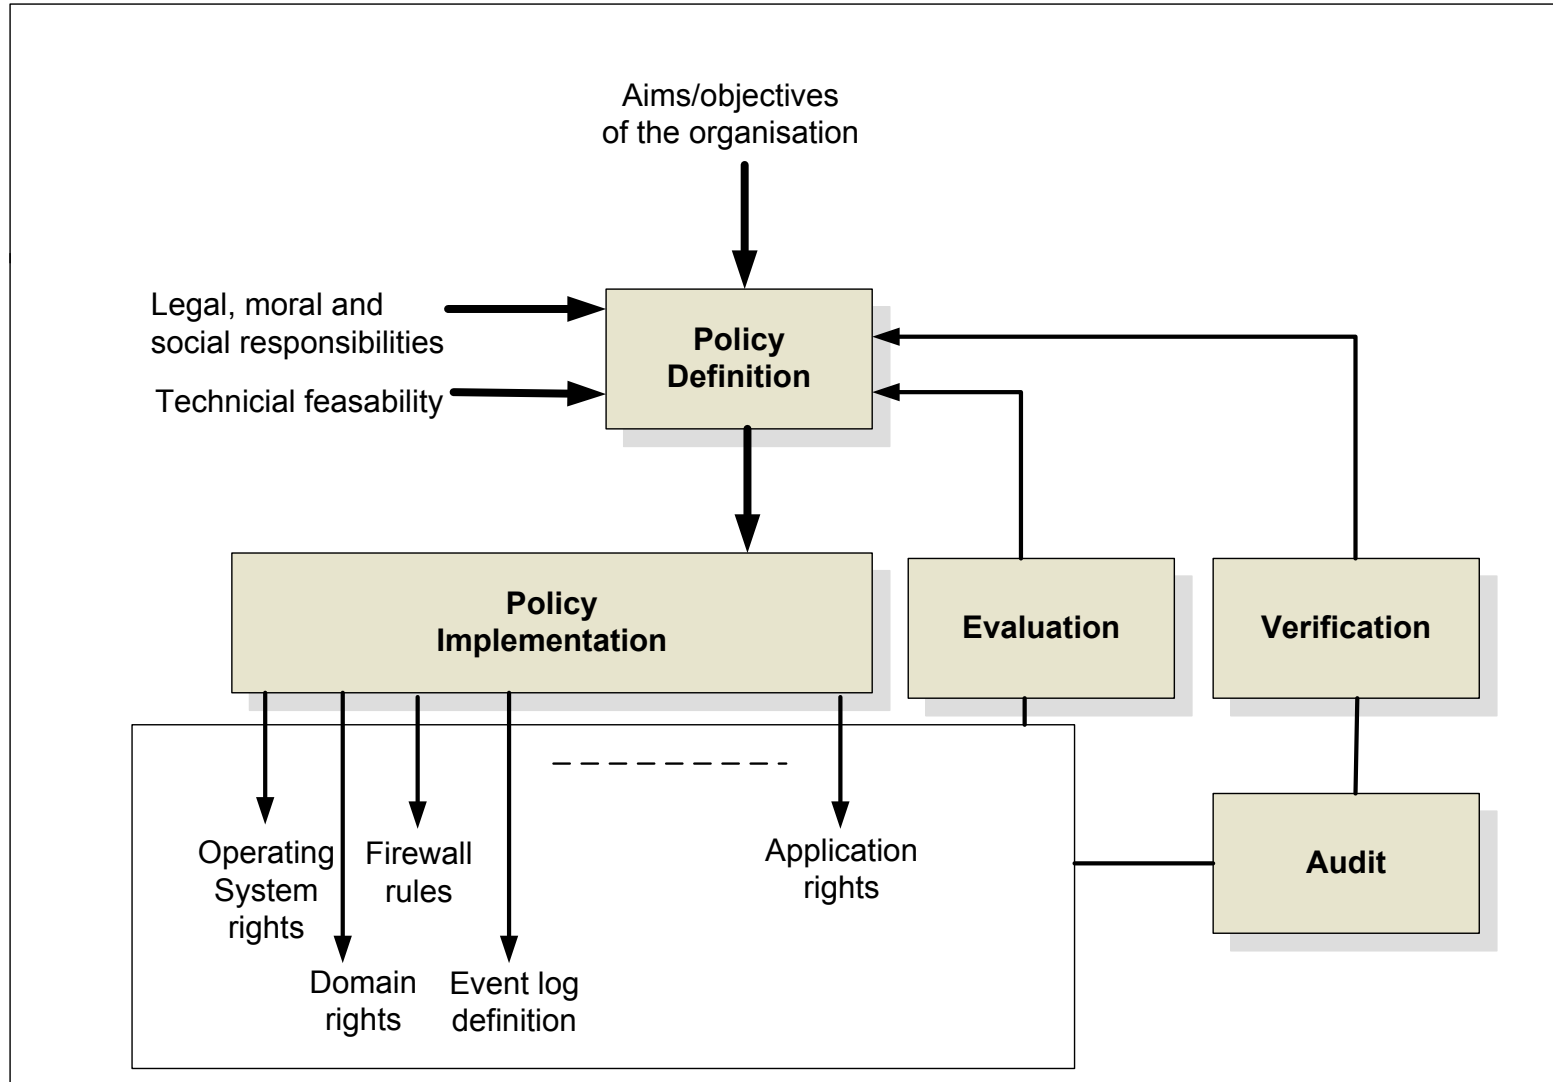 Aims/objectives
of the organisation
Legal, moral and
social responsibilities
Technicial feasability
Policy
Definition
Policy
Implementation
Evaluation
Verification
Operating
System
rights
Firewall
rules
Application
rights
Audit
Domain
rights
Event log
definition